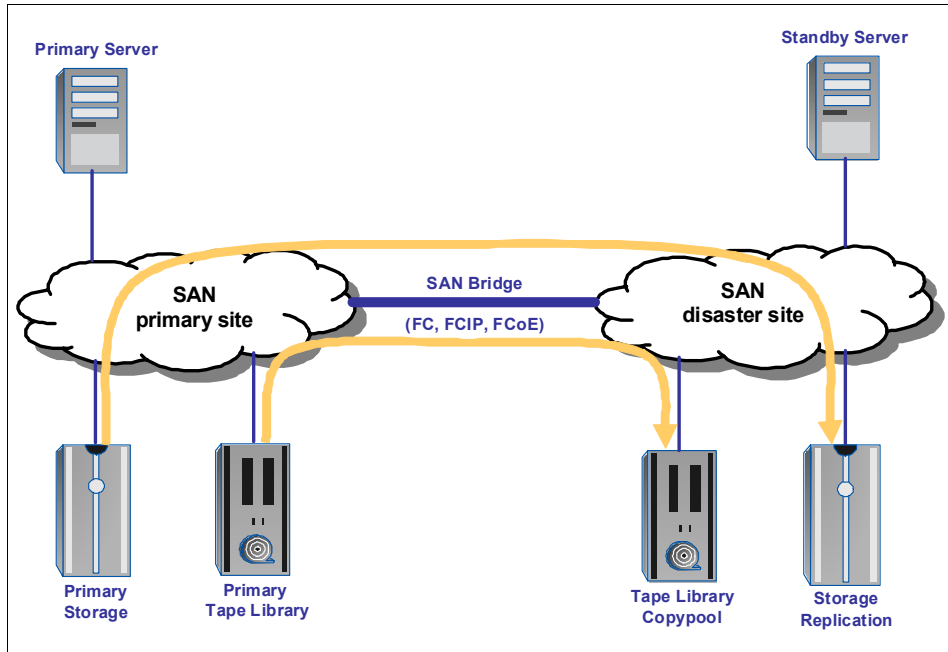 Primary Server
Standby Server
SAN
primary site
SAN Bridge
(FC, FCIP, FCoE)
SAN
disaster site
Primary
Storage
Primary
Tape Library
Tape Library
Copypool
Storage
Replication